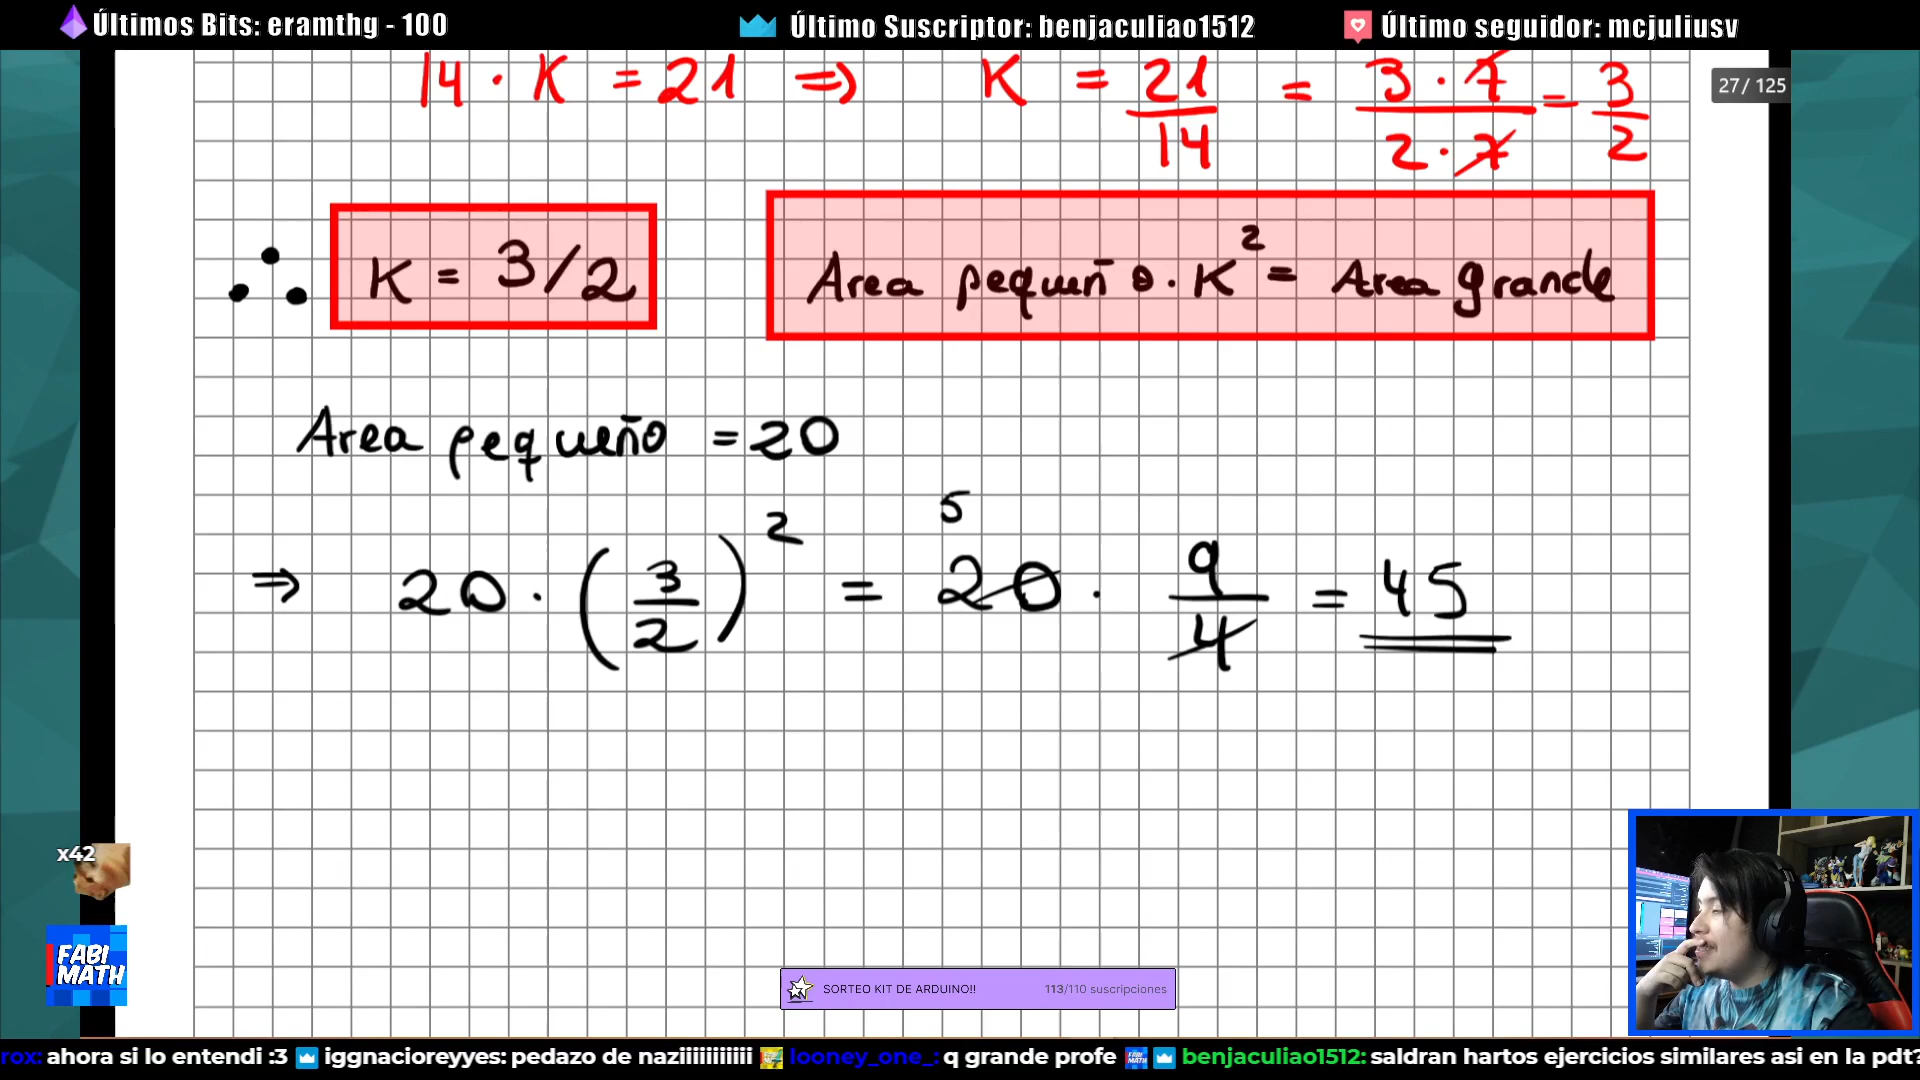 Últimos Bits: eramthg - 100
Último Suscriptor: benjaculiao1512
Último seguidor: mcjuliusv
27 / 125
14 · K = 21 => K = 21/14 = 3 · 7 / 2 · 7 = 3/2
∴ K = 3/2
Area pequeño · K² = Area grande
Area pequeño = 20
=> 20 · (3/2)² = 20 · 9/4 = 45
5
x42
FABI
MATH
SORTEO KIT DE ARDUINO!! 113/110 suscripciones
rox: ahora si lo entendi :3 iggnacioreyyes: pedazo de naziiiiiiiiiii looney_one_: q grande profe benjaculiao1512: saldran hartos ejercicios similares asi en la pdt?